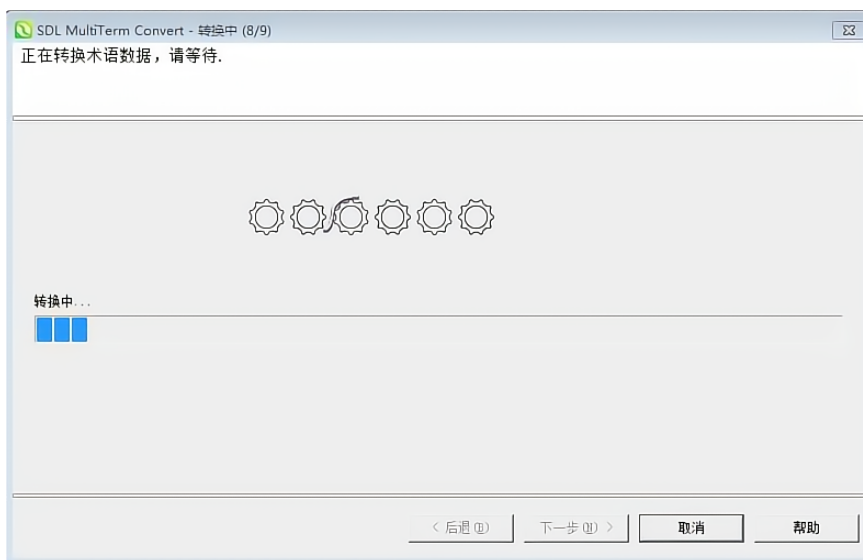 SDL MultiTerm Convert - 转换中 (8/9)
正在转换术语数据，请等待.
转换中...
< 后退(B)
下一步(N) >
取消
帮助